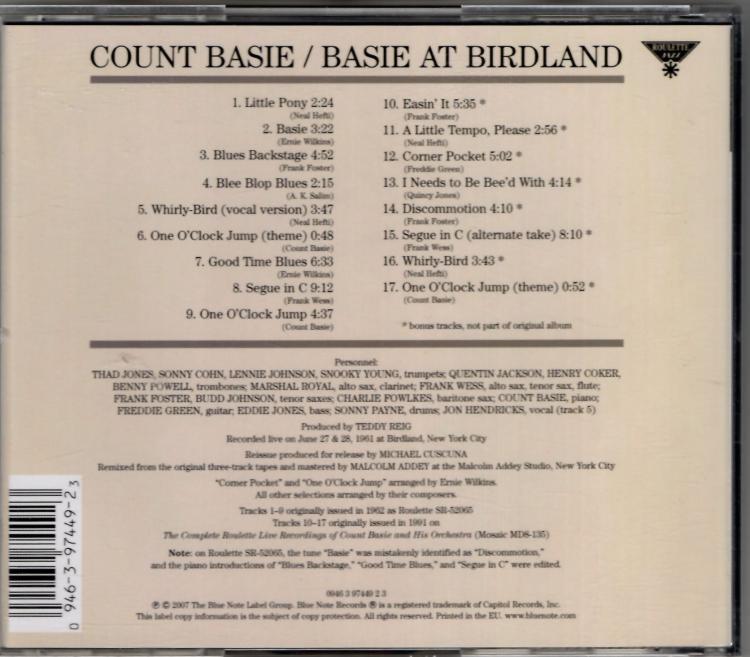 COUNT BASIE / BASIE AT BIRDLAND
ROULETTE
JAZZ
1. Little Pony 2:24
(Neal Hefti)
2. Basie 3:22
(Ernie Wilkins)
3. Blues Backstage 4:52
(Frank Foster)
4. Blee Blop Blues 2:15
(A. K. Salim)
5. Whirly-Bird (vocal version) 3:47
(Neal Hefti)
6. One O'Clock Jump (theme) 0:48
(Count Basie)
7. Good Time Blues 6:33
(Ernie Wilkins)
8. Segue in C 9:12
(Frank Wess)
9. One O'Clock Jump 4:37
(Count Basie)
10. Easin' It 5:35 *
(Frank Foster)
11. A Little Tempo, Please 2:56 *
(Neal Hefti)
12. Corner Pocket 5:02 *
(Freddie Green)
13. I Needs to Be Bee'd With 4:14 *
(Quincy Jones)
14. Discommotion 4:10 *
(Frank Foster)
15. Segue in C (alternate take) 8:10 *
(Frank Wess)
16. Whirly-Bird 3:43 *
(Neal Hefti)
17. One O'Clock Jump (theme) 0:52 *
(Count Basie)
* bonus tracks, not part of original album
Personnel:
THAD JONES, SONNY COHN, LENNIE JOHNSON, SNOOKY YOUNG, trumpets; QUENTIN JACKSON, HENRY COKER,
BENNY POWELL, trombones; MARSHAL ROYAL, alto sax, clarinet; FRANK WESS, alto sax, tenor sax, flute;
FRANK FOSTER, BUDD JOHNSON, tenor saxes; CHARLIE FOWLKES, baritone sax; COUNT BASIE, piano;
FREDDIE GREEN, guitar; EDDIE JONES, bass; SONNY PAYNE, drums; JON HENDRICKS, vocal (track 5)
Produced by TEDDY REIG
Recorded live on June 27 & 28, 1961 at Birdland, New York City
Reissue produced for release by MICHAEL CUSCUNA
Remixed from the original three-track tapes and mastered by MALCOLM ADDEY at the Malcolm Addey Studio, New York City
"Corner Pocket" and "One O'Clock Jump" arranged by Ernie Wilkins.
All other selections arranged by their composers.
Tracks 1-9 originally issued in 1962 as Roulette SR-52065
Tracks 10-17 originally issued in 1991 on
The Complete Roulette Live Recordings of Count Basie and His Orchestra (Mosaic MD8-135)
Note: on Roulette SR-52065, the tune "Basie" was mistakenly identified as "Discommotion,"
and the piano introductions of "Blues Backstage," "Good Time Blues," and "Segue in C" were edited.
0946 3 97449 2 3
℗ © 2007 The Blue Note Label Group. Blue Note Records ® is a registered trademark of Capitol Records, Inc.
This label copy information is the subject of copy protection. All rights reserved. Printed in the EU. www.bluenote.com
0 946-3-97449-2 3